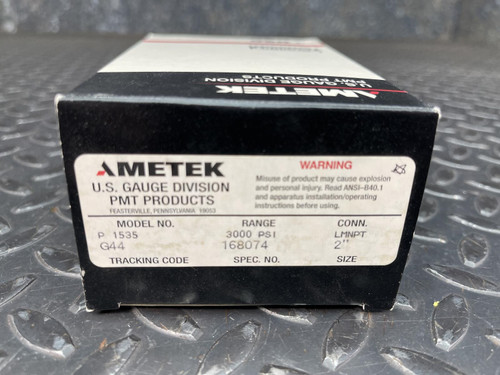 AMETEK
U.S. GAUGE DIVISION
PMT PRODUCTS
AMETEK
U.S. GAUGE DIVISION
PMT PRODUCTS
FEASTERVILLE, PENNSYLVANIA 19053
WARNING
Misuse of product may cause explosion
and personal injury. Read ANSI-B40.1
and apparatus installation/operating
instructions before using.
MODEL NO. RANGE CONN.
P 1535 3000 PSI LMNPT
G44 168074 2"
TRACKING CODE SPEC. NO. SIZE